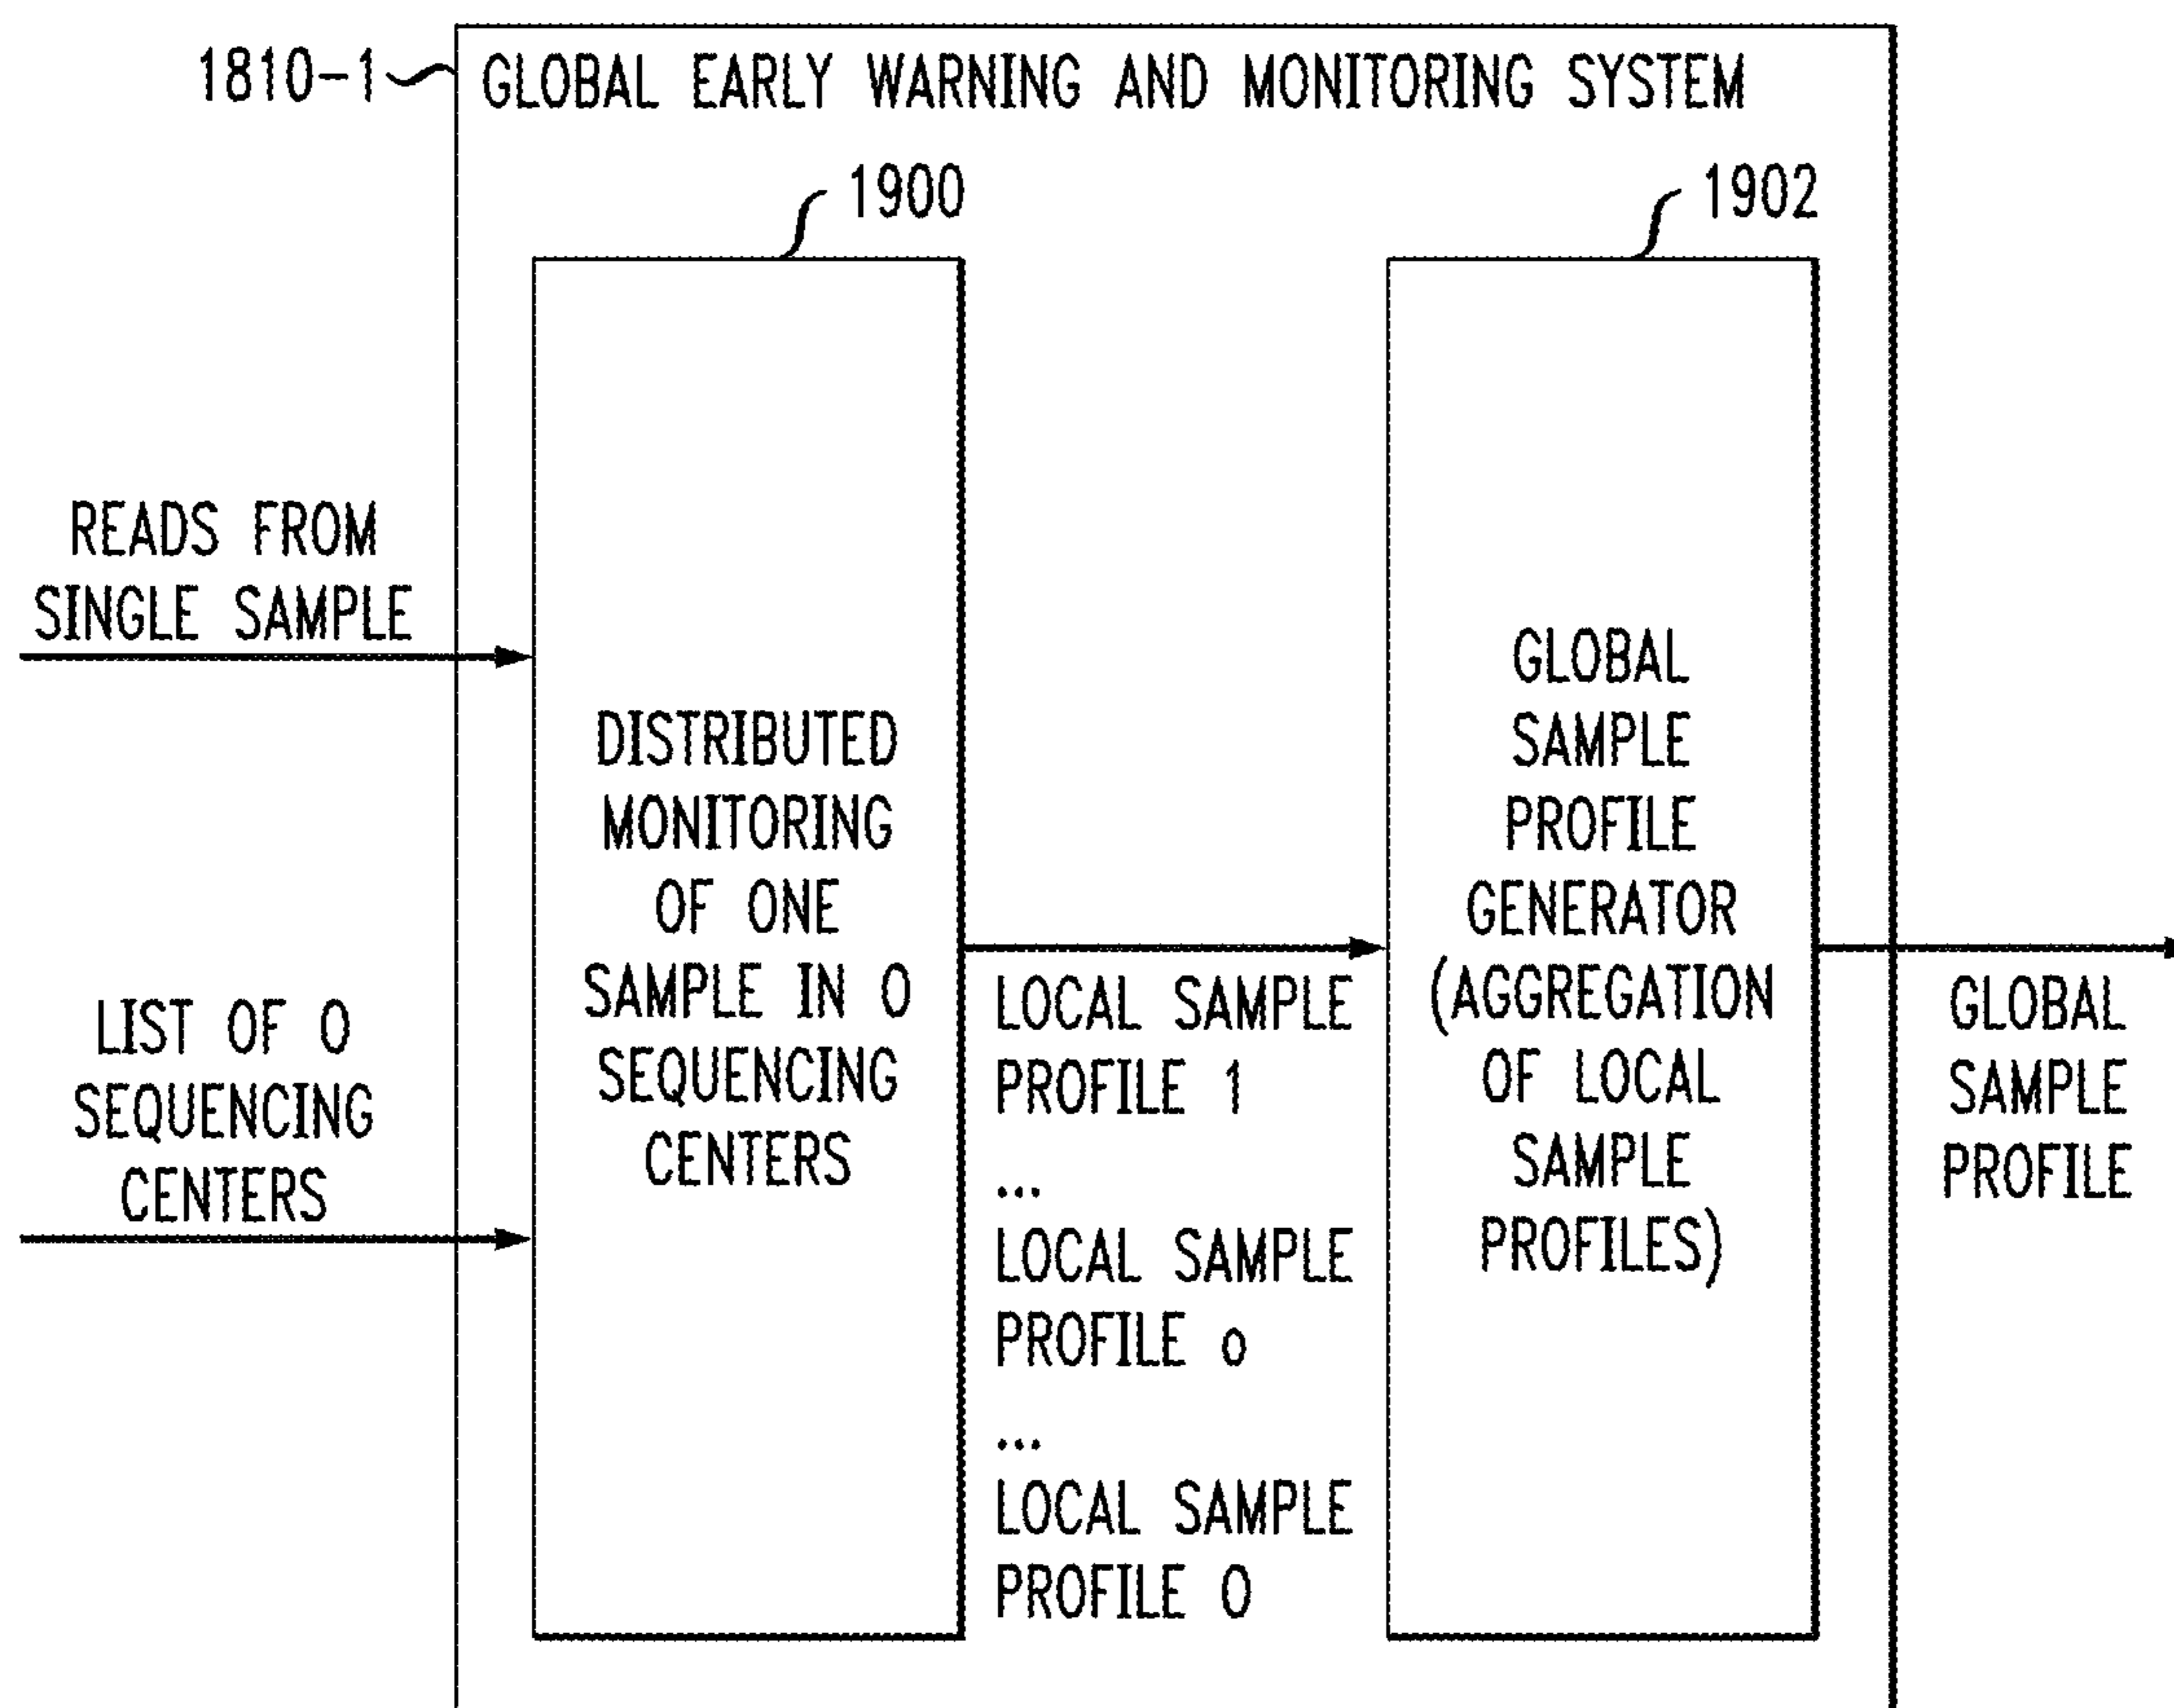 1810-1
GLOBAL EARLY WARNING AND MONITORING SYSTEM
1900
1902
READS FROM
SINGLE SAMPLE
LIST OF O
SEQUENCING
CENTERS
DISTRIBUTED
MONITORING
OF ONE
SAMPLE IN O
SEQUENCING
CENTERS
LOCAL SAMPLE
PROFILE 1
...
LOCAL SAMPLE
PROFILE o
...
LOCAL SAMPLE
PROFILE O
GLOBAL
SAMPLE
PROFILE
GENERATOR
(AGGREGATION
OF LOCAL
SAMPLE
PROFILES)
GLOBAL
SAMPLE
PROFILE